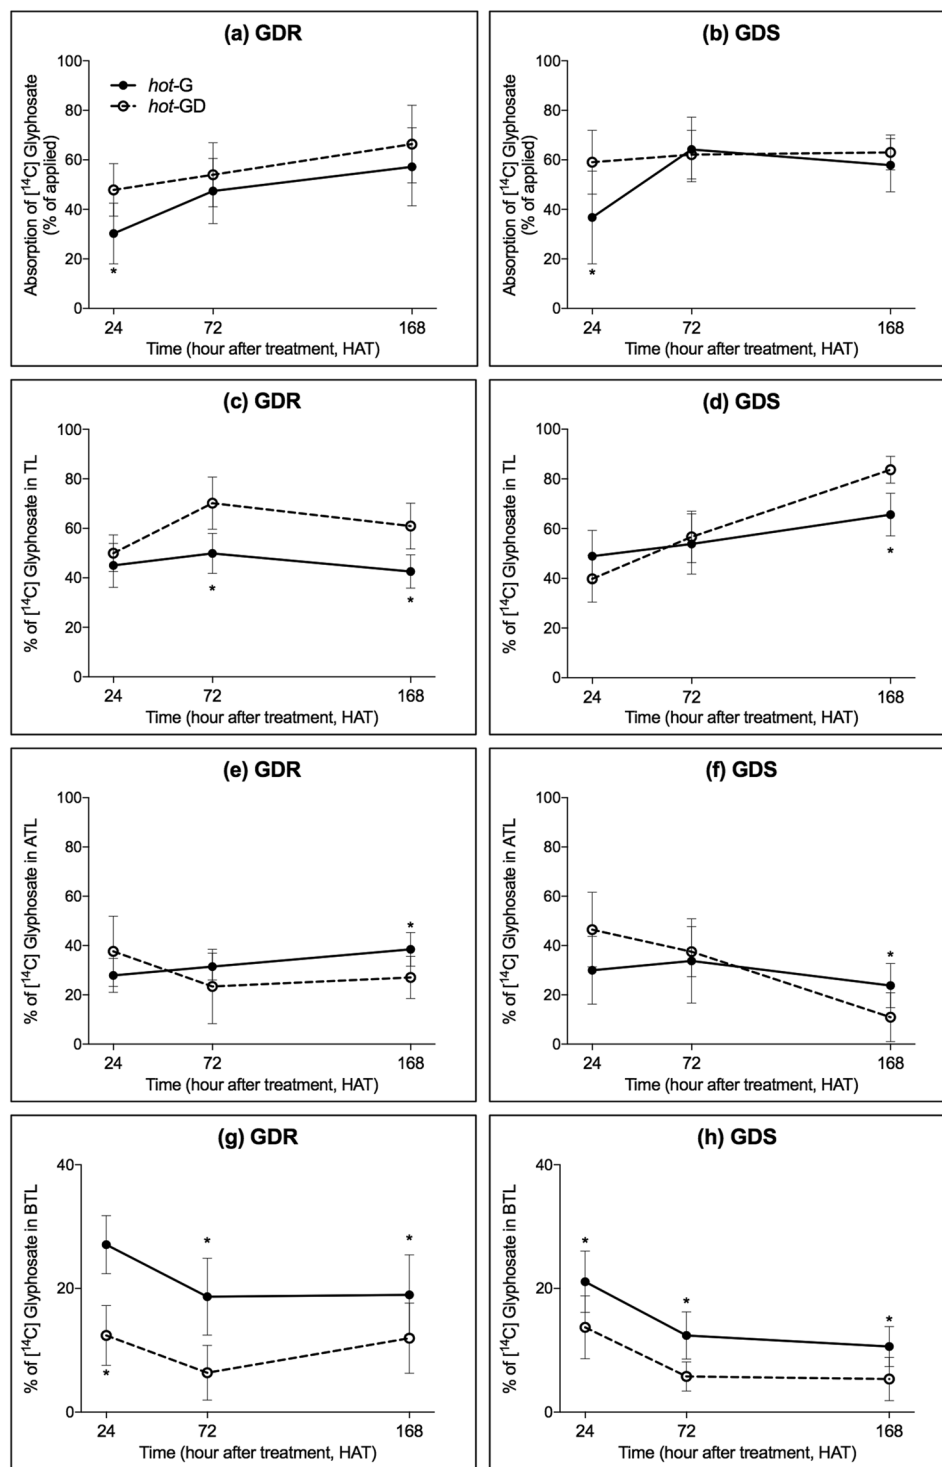 (a) GDR
Absorption of [¹⁴C] Glyphosate
(% of applied)
100
80
60
40
20
0
hot-G
hot-GD
*
24 72 168
Time (hour after treatment, HAT)
(b) GDS
Absorption of [¹⁴C] Glyphosate
(% of applied)
100
80
60
40
20
0
*
24 72 168
Time (hour after treatment, HAT)
(c) GDR
% of [¹⁴C] Glyphosate in TL
100
80
60
40
20
0
* *
24 72 168
Time (hour after treatment, HAT)
(d) GDS
% of [¹⁴C] Glyphosate in TL
100
80
60
40
20
0
*
24 72 168
Time (hour after treatment, HAT)
(e) GDR
% of [¹⁴C] Glyphosate in ATL
100
80
60
40
20
0
*
24 72 168
Time (hour after treatment, HAT)
(f) GDS
% of [¹⁴C] Glyphosate in ATL
100
80
60
40
20
0
*
24 72 168
Time (hour after treatment, HAT)
(g) GDR
% of [¹⁴C] Glyphosate in BTL
40
20
0
* * *
24 72 168
Time (hour after treatment, HAT)
(h) GDS
% of [¹⁴C] Glyphosate in BTL
40
20
0
* * *
24 72 168
Time (hour after treatment, HAT)